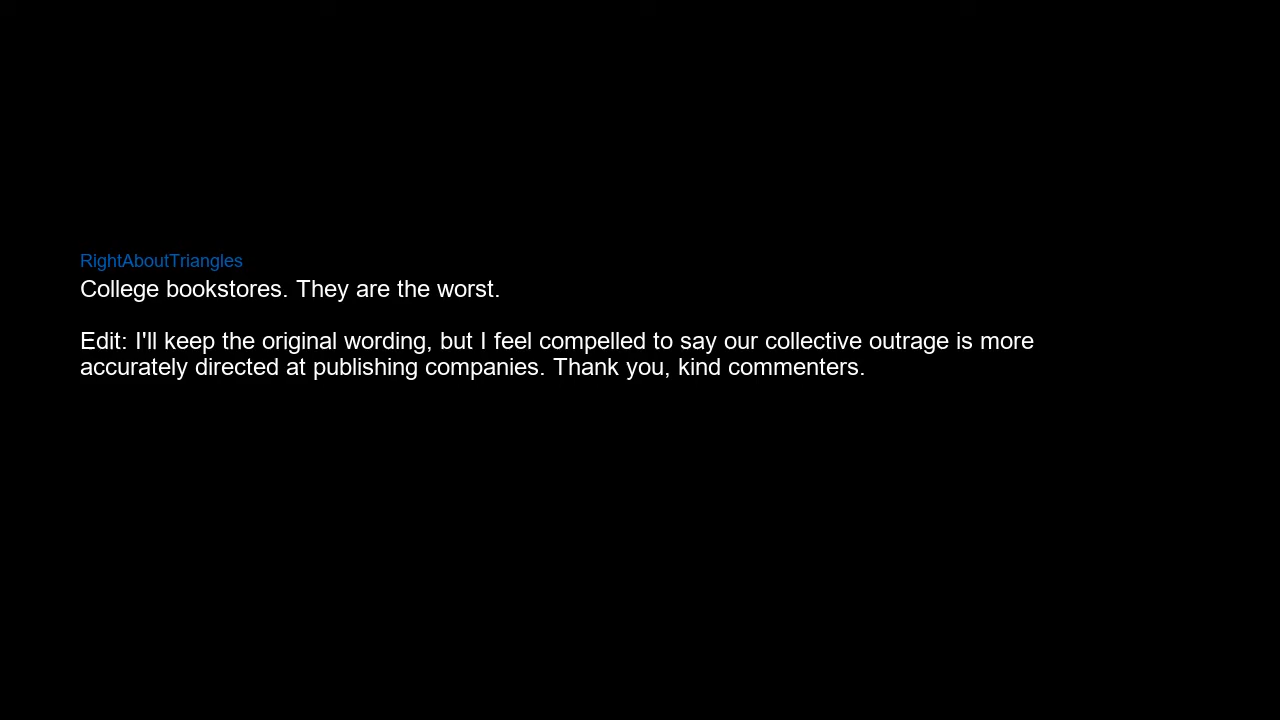 RightAboutTriangles
College bookstores. They are the worst.
Edit: I'll keep the original wording, but I feel compelled to say our collective outrage is more
accurately directed at publishing companies. Thank you, kind commenters.